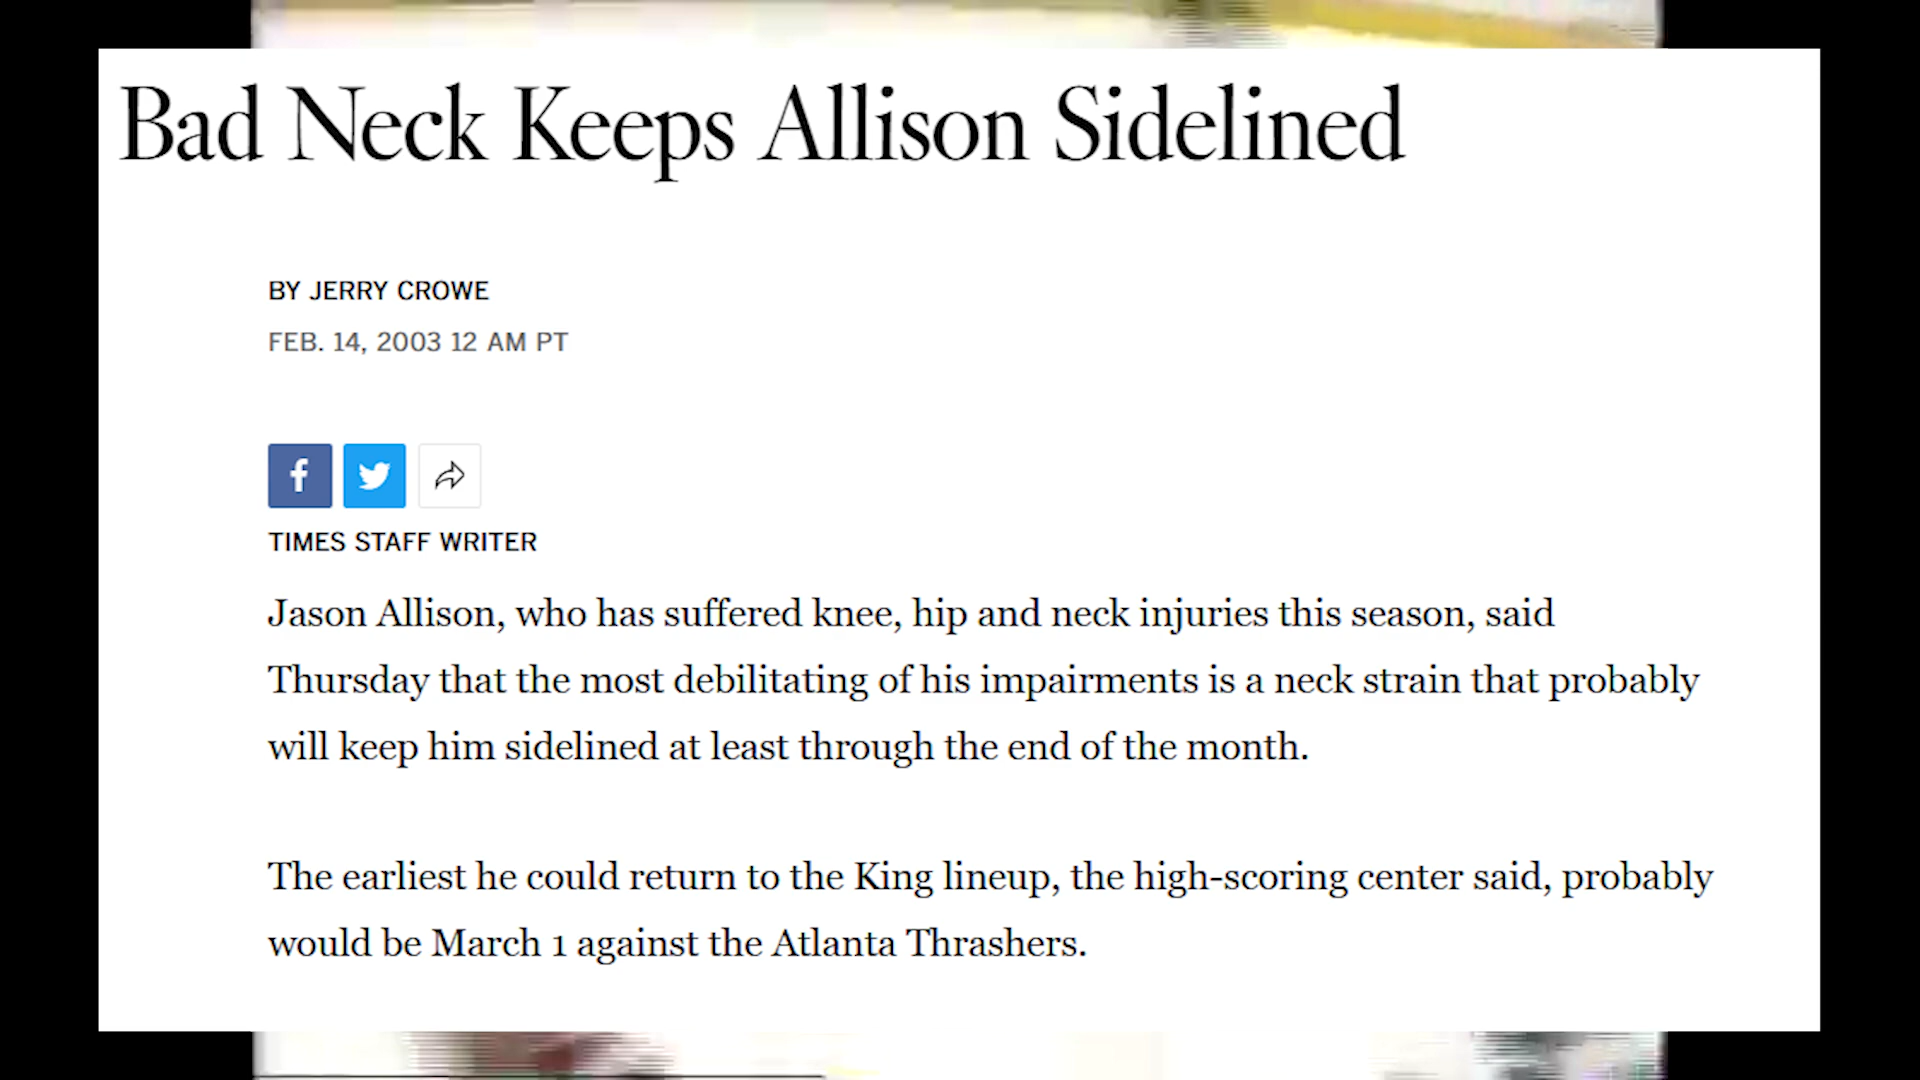 Bad Neck Keeps Allison Sidelined
BY JERRY CROWE
FEB. 14, 2003 12 AM PT
TIMES STAFF WRITER
Jason Allison, who has suffered knee, hip and neck injuries this season, said
Thursday that the most debilitating of his impairments is a neck strain that probably
will keep him sidelined at least through the end of the month.
The earliest he could return to the King lineup, the high-scoring center said, probably
would be March 1 against the Atlanta Thrashers.